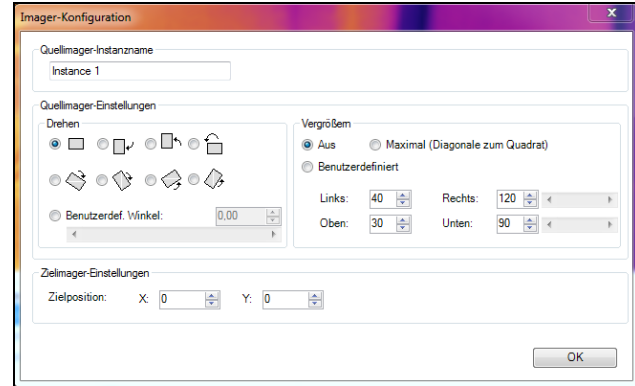 Imager-Konfiguration
x
Quellimager-Instanzname
Instance 1
Quellimager-Einstellungen
Drehen
Benutzerdef. Winkel: 0,00
Vergrößern
Aus Maximal (Diagonale zum Quadrat)
Benutzerdefiniert
Links: 40 Rechts: 120
Oben: 30 Unten: 90
Zielimager-Einstellungen
Zielposition: X: 0 Y: 0
OK